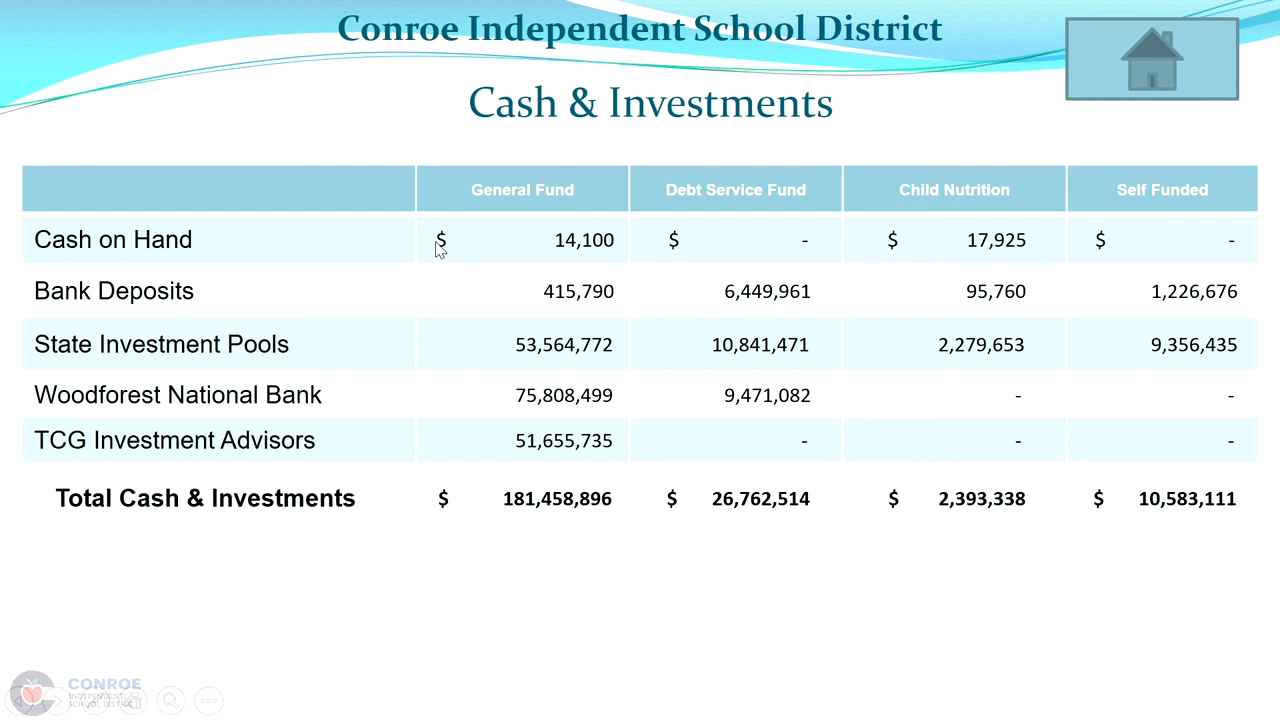 Conroe Independent School District
Cash & Investments
General Fund Debt Service Fund Child Nutrition Self Funded
Cash on Hand $ 14,100 $ - $ 17,925 $ -
Bank Deposits 415,790 6,449,961 95,760 1,226,676
State Investment Pools 53,564,772 10,841,471 2,279,653 9,356,435
Woodforest National Bank 75,808,499 9,471,082 - -
TCG Investment Advisors 51,655,735 - - -
Total Cash & Investments $ 181,458,896 $ 26,762,514 $ 2,393,338 $ 10,583,111
CONROE
INDEPENDENT
SCHOOL DISTRICT